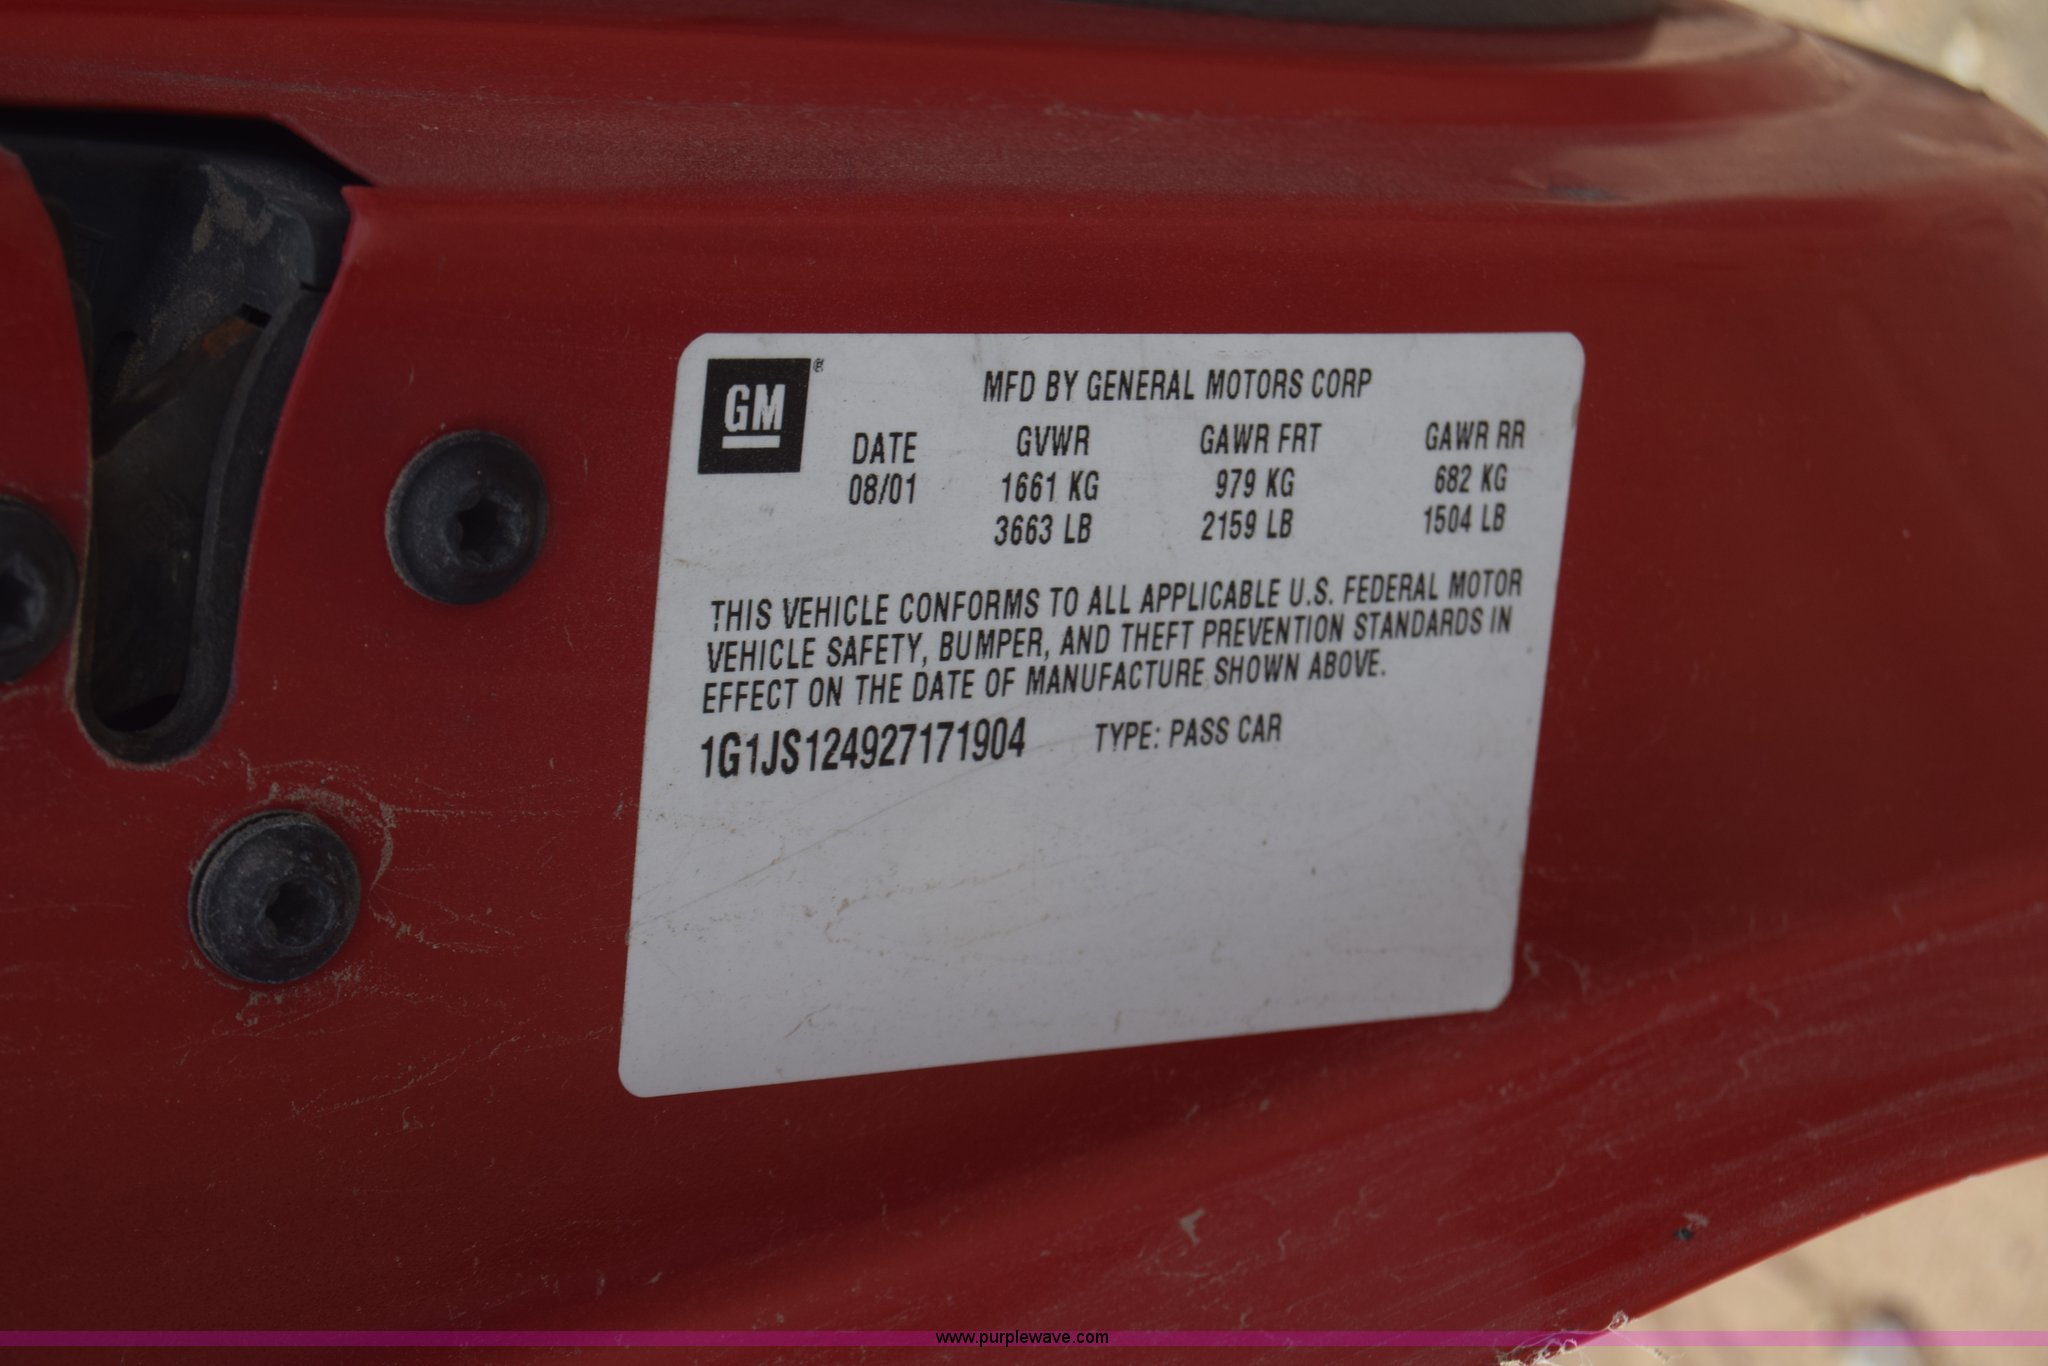 GM ®
MFD BY GENERAL MOTORS CORP
DATE GVWR GAWR FRT GAWR RR
08/01 1661 KG 979 KG 682 KG
3663 LB 2159 LB 1504 LB
THIS VEHICLE CONFORMS TO ALL APPLICABLE U.S. FEDERAL MOTOR
VEHICLE SAFETY, BUMPER, AND THEFT PREVENTION STANDARDS IN
EFFECT ON THE DATE OF MANUFACTURE SHOWN ABOVE.
1G1JS124927171904 TYPE: PASS CAR
www.purplewave.com